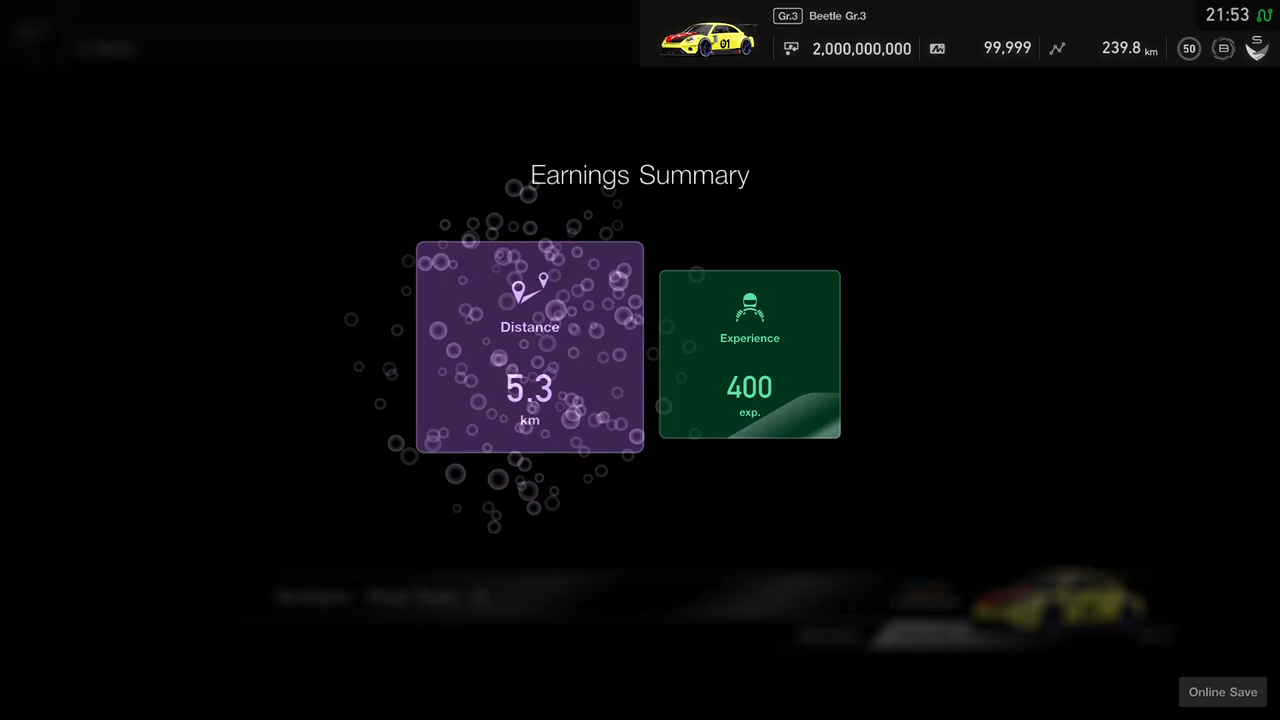 Gr.3 Beetle Gr.3
21:53
01
2,000,000,000
99,999
239.8 km
50
B
S
Earnings Summary
Distance
5.3
km
Experience
400
exp.
Online Save